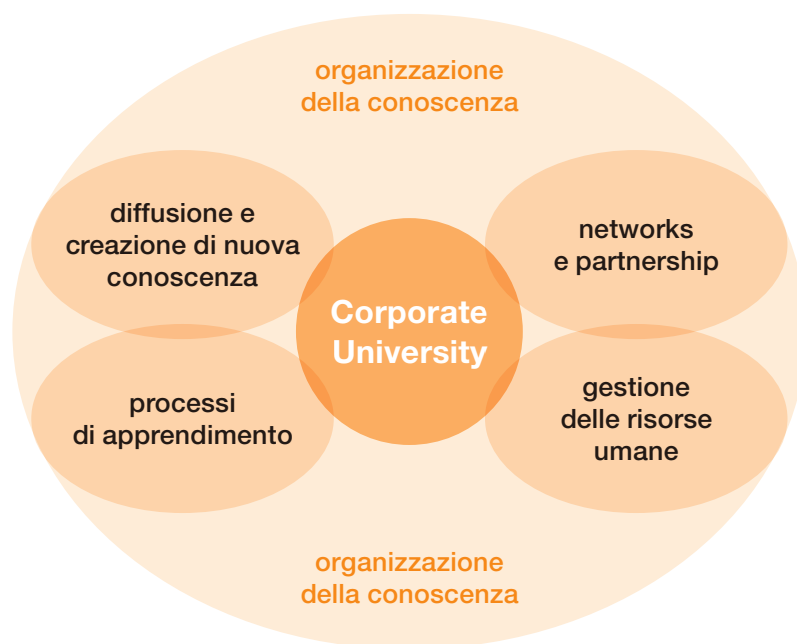 organizzazione
della conoscenza
diffusione e
creazione di nuova
conoscenza
networks
e partnership
Corporate
University
processi
di apprendimento
gestione
delle risorse
umane
organizzazione
della conoscenza